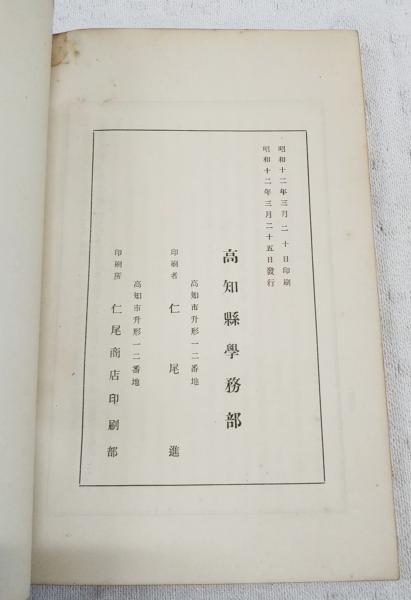 昭和十二年三月二十日印刷
昭和十二年三月二十五日發行
高知縣學務部
高知市升形一二番地
印刷者 仁尾進
高知市升形一二番地
印刷所 仁尾商店印刷部